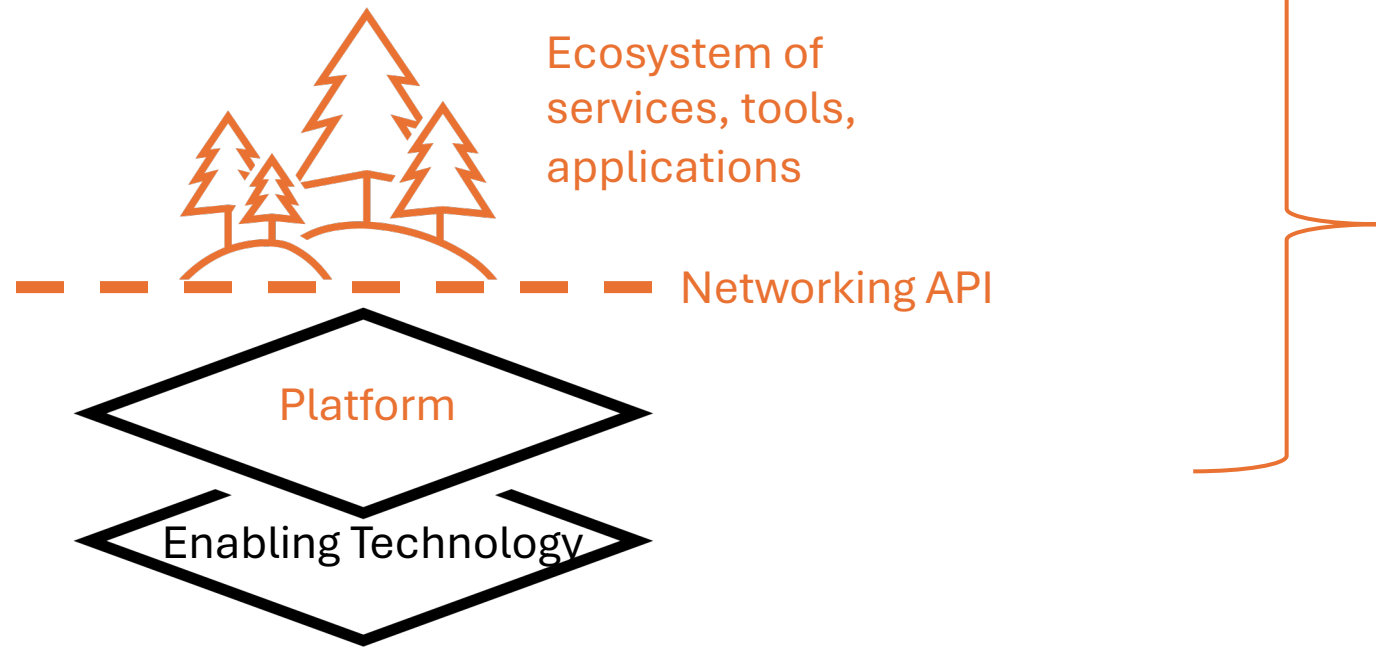 Ecosystem of
services, tools,
applications
Networking API
Platform
Enabling Technology